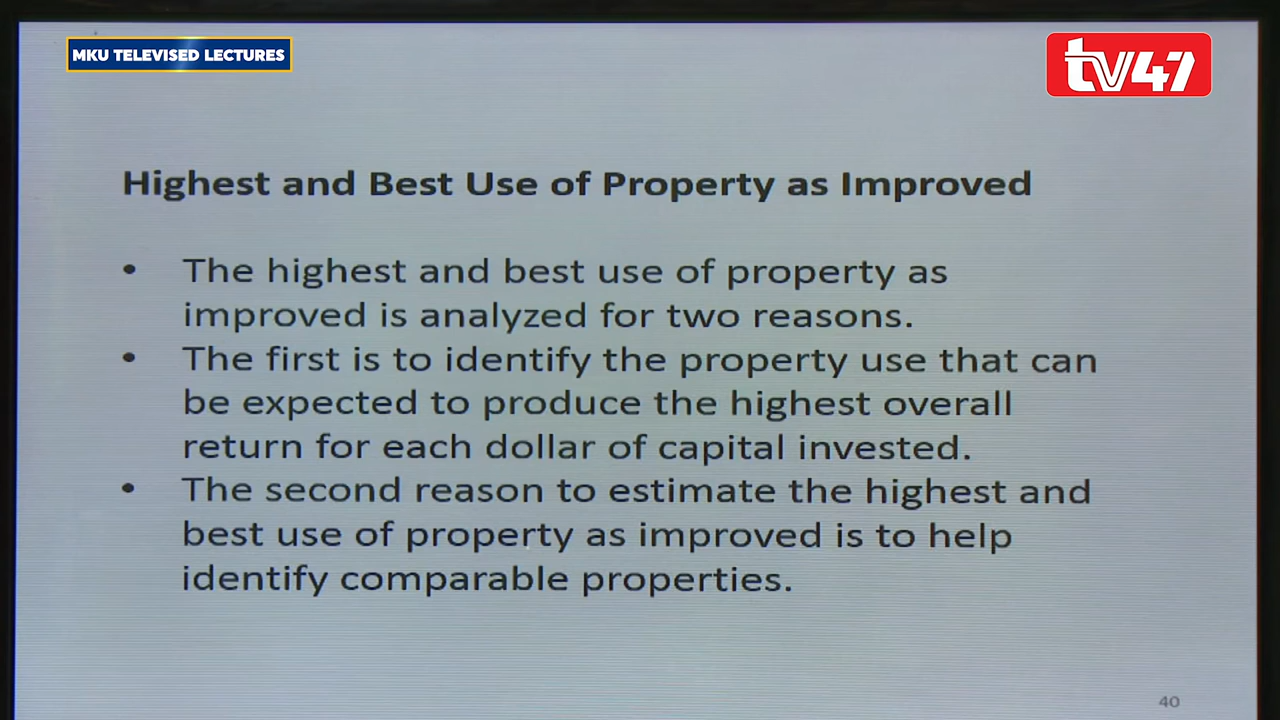 MKU TELEVISED LECTURES
tv47
Highest and Best Use of Property as Improved
• The highest and best use of property as
improved is analyzed for two reasons.
• The first is to identify the property use that can
be expected to produce the highest overall
return for each dollar of capital invested.
• The second reason to estimate the highest and
best use of property as improved is to help
identify comparable properties.
40